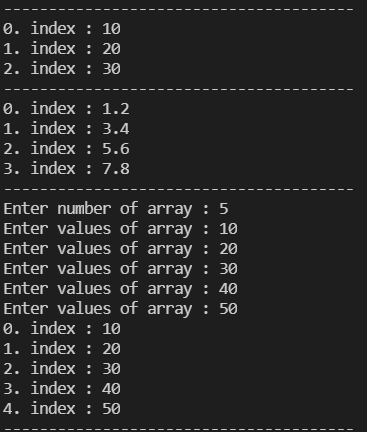 ---------------------------------------
0. index : 10
1. index : 20
2. index : 30
---------------------------------------
0. index : 1.2
1. index : 3.4
2. index : 5.6
3. index : 7.8
---------------------------------------
Enter number of array : 5
Enter values of array : 10
Enter values of array : 20
Enter values of array : 30
Enter values of array : 40
Enter values of array : 50
0. index : 10
1. index : 20
2. index : 30
3. index : 40
4. index : 50
---------------------------------------